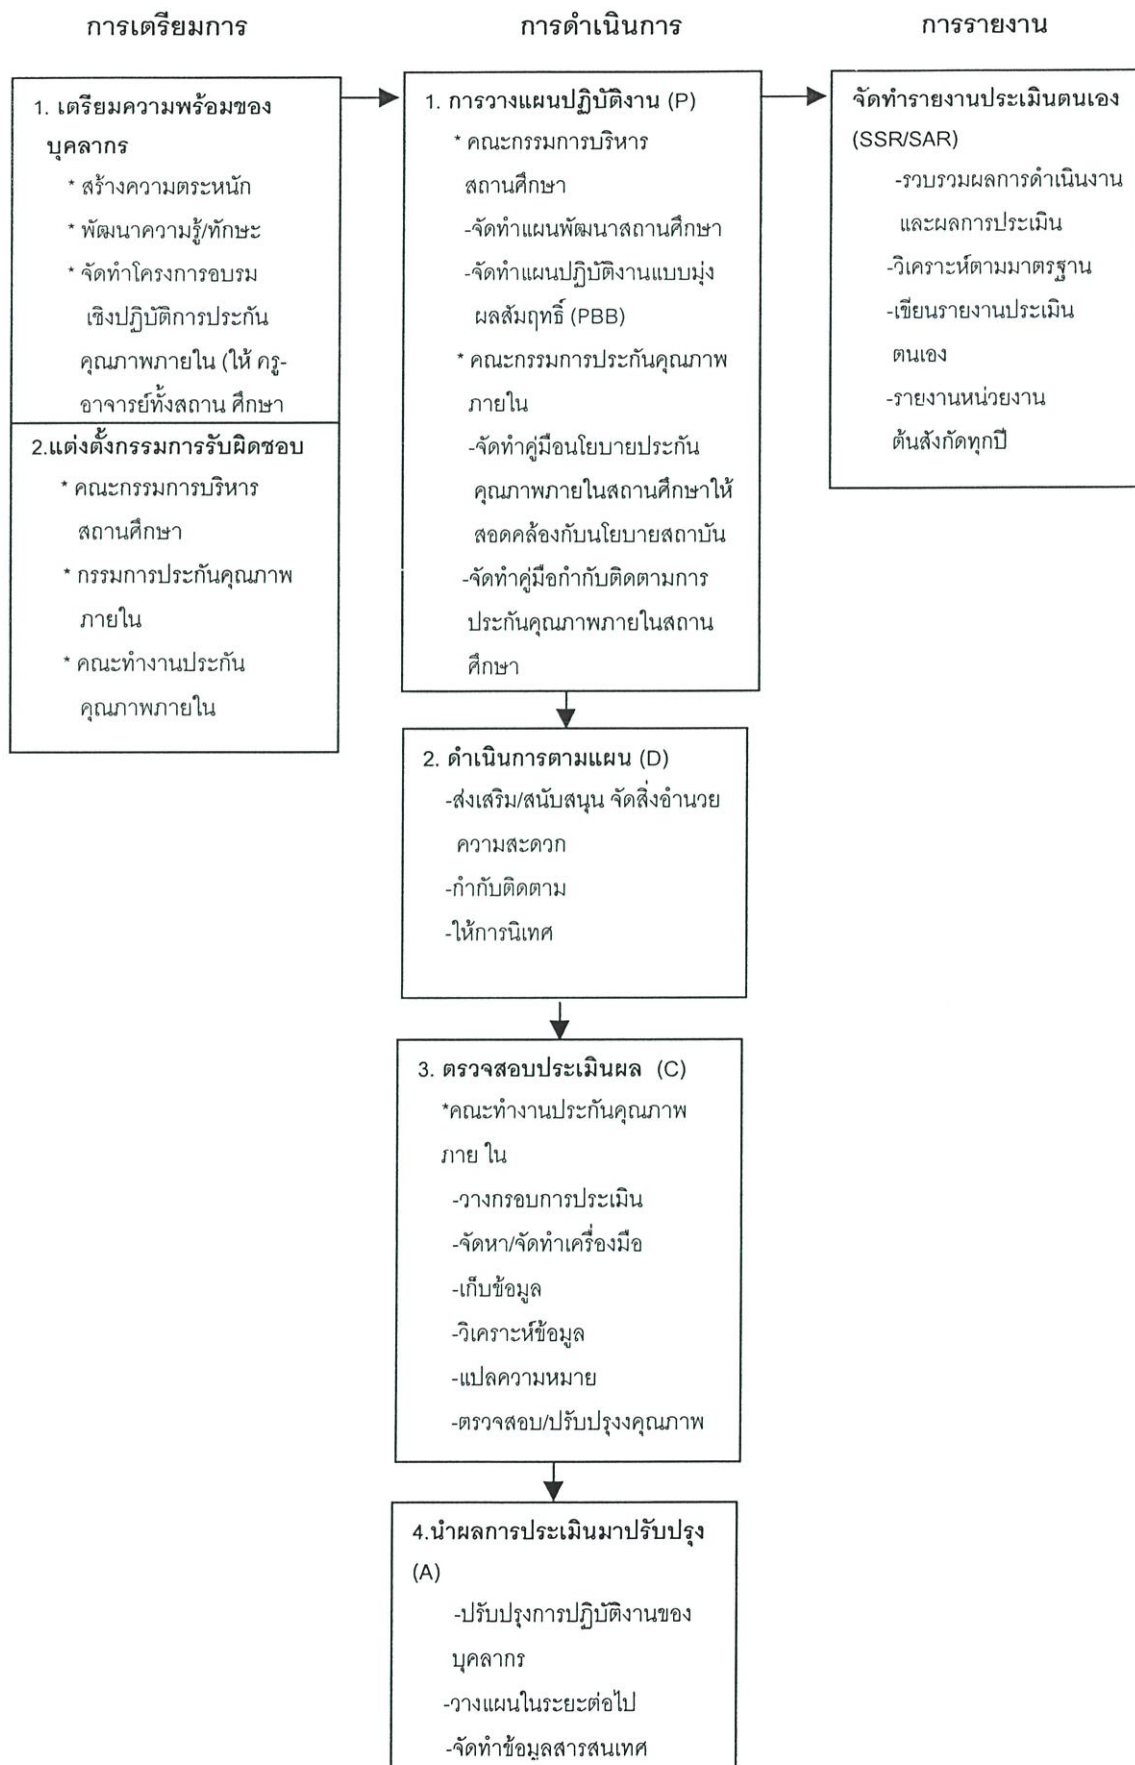 การเตรียมการ
การดำเนินการ
การรายงาน
1. เตรียมความพร้อมของ
บุคลากร
* สร้างความตระหนัก
* พัฒนาความรู้/ทักษะ
* จัดทำโครงการอบรม
เชิงปฏิบัติการประกัน
คุณภาพภายใน (ให้ ครู-
อาจารย์ทั้งสถาน ศึกษา
2.แต่งตั้งกรรมการรับผิดชอบ
* คณะกรรมการบริหาร
สถานศึกษา
* กรรมการประกันคุณภาพ
ภายใน
* คณะทำงานประกัน
คุณภาพภายใน
1. การวางแผนปฏิบัติงาน (P)
* คณะกรรมการบริหาร
สถานศึกษา
-จัดทำแผนพัฒนาสถานศึกษา
-จัดทำแผนปฏิบัติงานแบบมุ่ง
ผลสัมฤทธิ์ (PBB)
* คณะกรรมการประกันคุณภาพ
ภายใน
-จัดทำคู่มือนโยบายประกัน
คุณภาพภายในสถานศึกษาให้
สอดคล้องกับนโยบายสถาบัน
-จัดทำคู่มือกำกับติดตามการ
ประกันคุณภาพภายในสถาน
ศึกษา
2. ดำเนินการตามแผน (D)
-ส่งเสริม/สนับสนุน จัดสิ่งอำนวย
ความสะดวก
-กำกับติดตาม
-ให้การนิเทศ
3. ตรวจสอบประเมินผล (C)
*คณะทำงานประกันคุณภาพ
ภาย ใน
-วางกรอบการประเมิน
-จัดหา/จัดทำเครื่องมือ
-เก็บข้อมูล
-วิเคราะห์ข้อมูล
-แปลความหมาย
-ตรวจสอบ/ปรับปรุงงคุณภาพ
4.นำผลการประเมินมาปรับปรุง
(A)
-ปรับปรุงการปฏิบัติงานของ
บุคลากร
-วางแผนในระยะต่อไป
-จัดทำข้อมูลสารสนเทศ
จัดทำรายงานประเมินตนเอง
(SSR/SAR)
-รวบรวมผลการดำเนินงาน
และผลการประเมิน
-วิเคราะห์ตามมาตรฐาน
-เขียนรายงานประเมิน
ตนเอง
-รายงานหน่วยงาน
ต้นสังกัดทุกปี